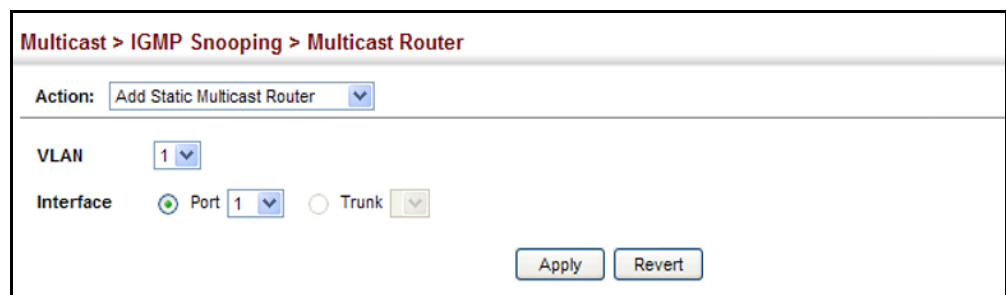 Multicast > IGMP Snooping > Multicast Router
Action: Add Static Multicast Router
VLAN 1
Interface Port 1 Trunk
Apply Revert